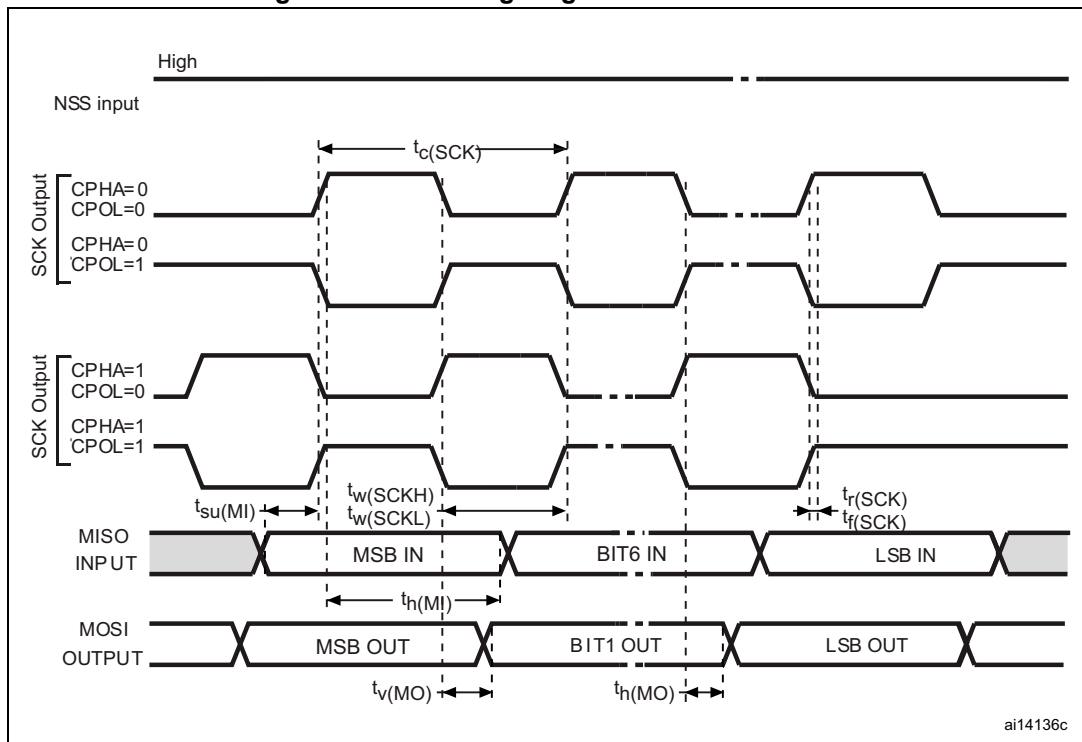 High
NSS input
tc(SCK)
SCK Output
CPHA=0
CPOL=0
CPHA=0
CPOL=1
SCK Output
CPHA=1
CPOL=0
CPHA=1
CPOL=1
tsu(MI)
tw(SCKH)
tw(SCKL)
tr(SCK)
tf(SCK)
MISO
INPUT
MSB IN
BIT6 IN
LSB IN
th(MI)
MOSI
OUTPUT
MSB OUT
BIT1 OUT
LSB OUT
tv(MO)
th(MO)
ai14136c